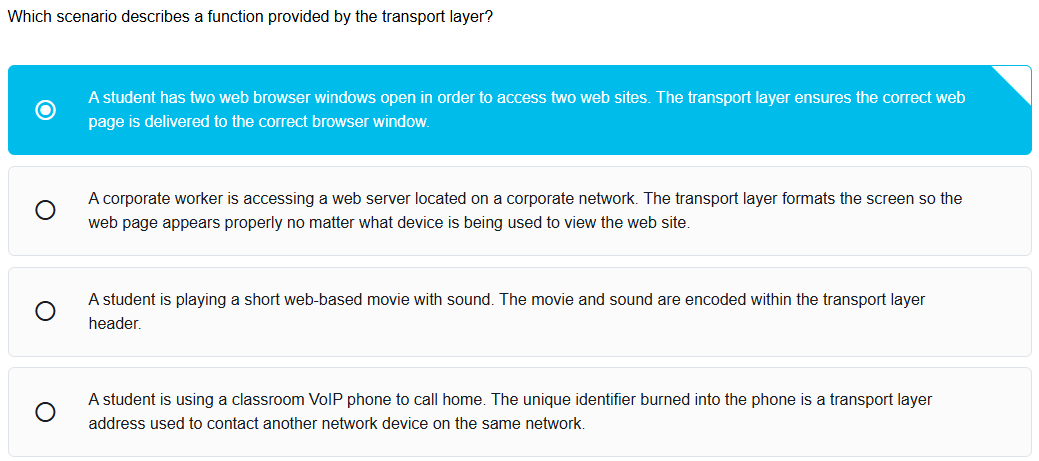 Which scenario describes a function provided by the transport layer?
A student has two web browser windows open in order to access two web sites. The transport layer ensures the correct web
page is delivered to the correct browser window.
A corporate worker is accessing a web server located on a corporate network. The transport layer formats the screen so the
web page appears properly no matter what device is being used to view the web site.
A student is playing a short web-based movie with sound. The movie and sound are encoded within the transport layer
header.
A student is using a classroom VoIP phone to call home. The unique identifier burned into the phone is a transport layer
address used to contact another network device on the same network.